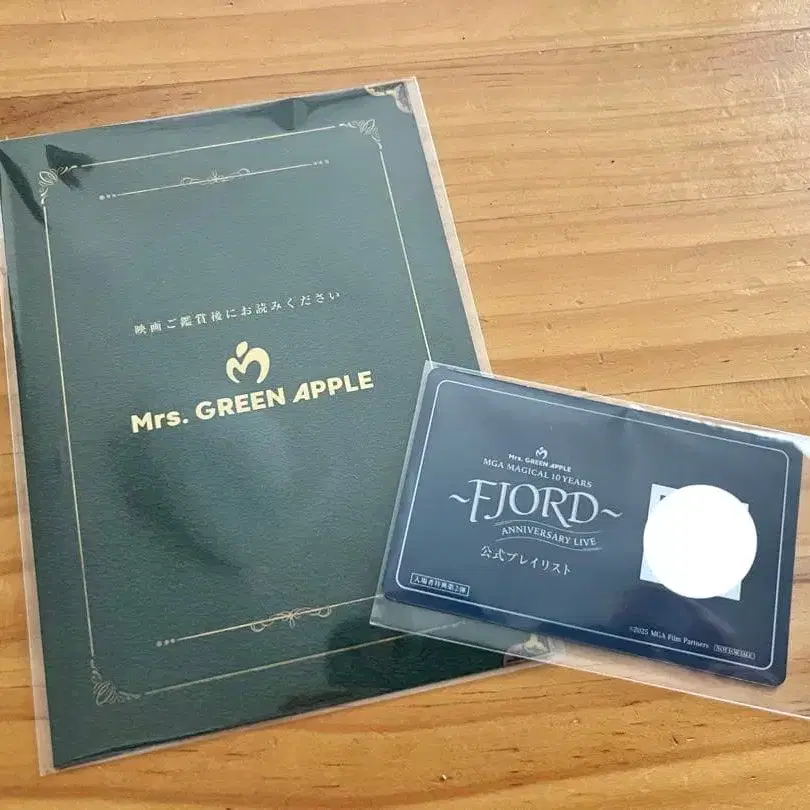 映画ご鑑賞後にお読みください
Mrs. GREEN APPLE
Mrs. GREEN APPLE
MGA MAGICAL 10 YEARS
~FJORD~
ANNIVERSARY LIVE
公式プレイリスト
入場者特典第2弾
©2025 MGA Film Partners NOT FOR SALE